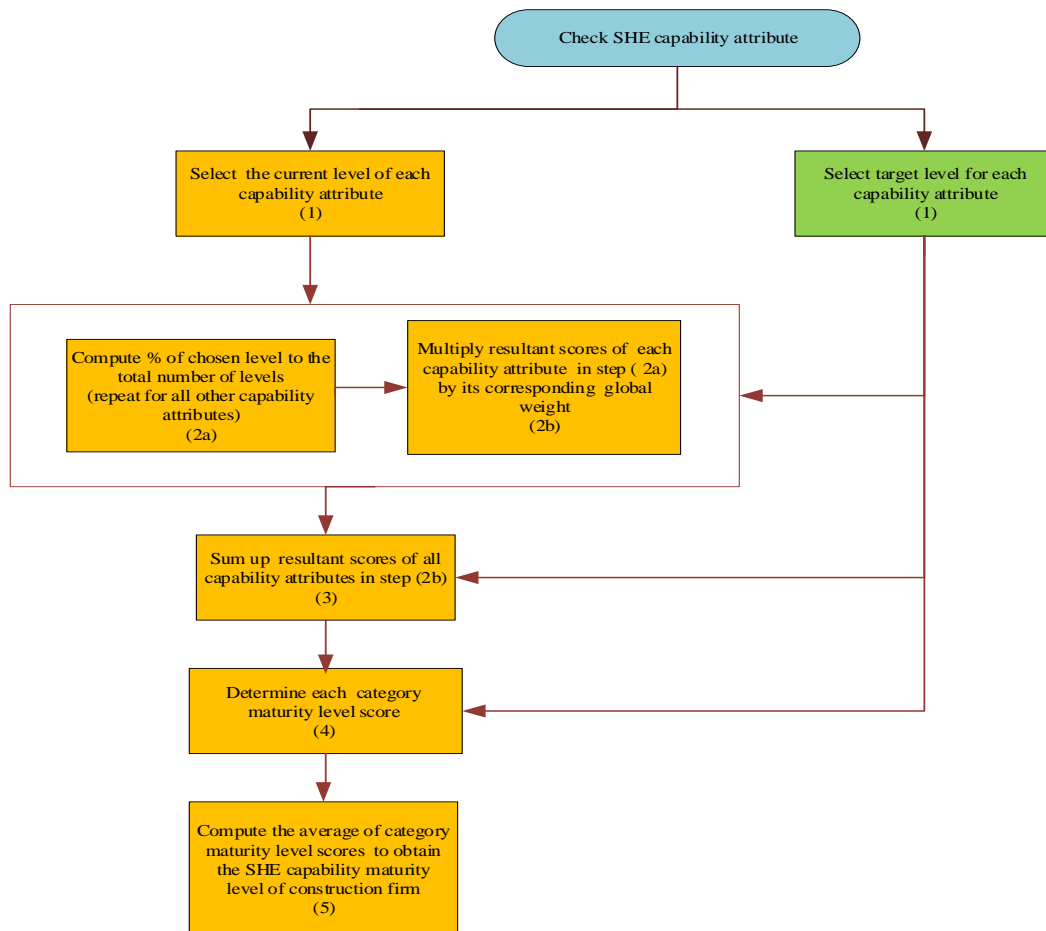 Check SHE capability attribute
Select the current level of each
capability attribute
(1)
Select target level for each
capability attribute
(1)
Compute % of chosen level to the
total number of levels
(repeat for all other capability
attributes)
(2a)
Multiply resultant scores of each
capability attribute in step ( 2a)
by its corresponding global
weight
(2b)
Sum up resultant scores of all
capability attributes in step (2b)
(3)
Determine each category
maturity level score
(4)
Compute the average of category
maturity level scores to obtain
the SHE capability maturity
level of construction firm
(5)